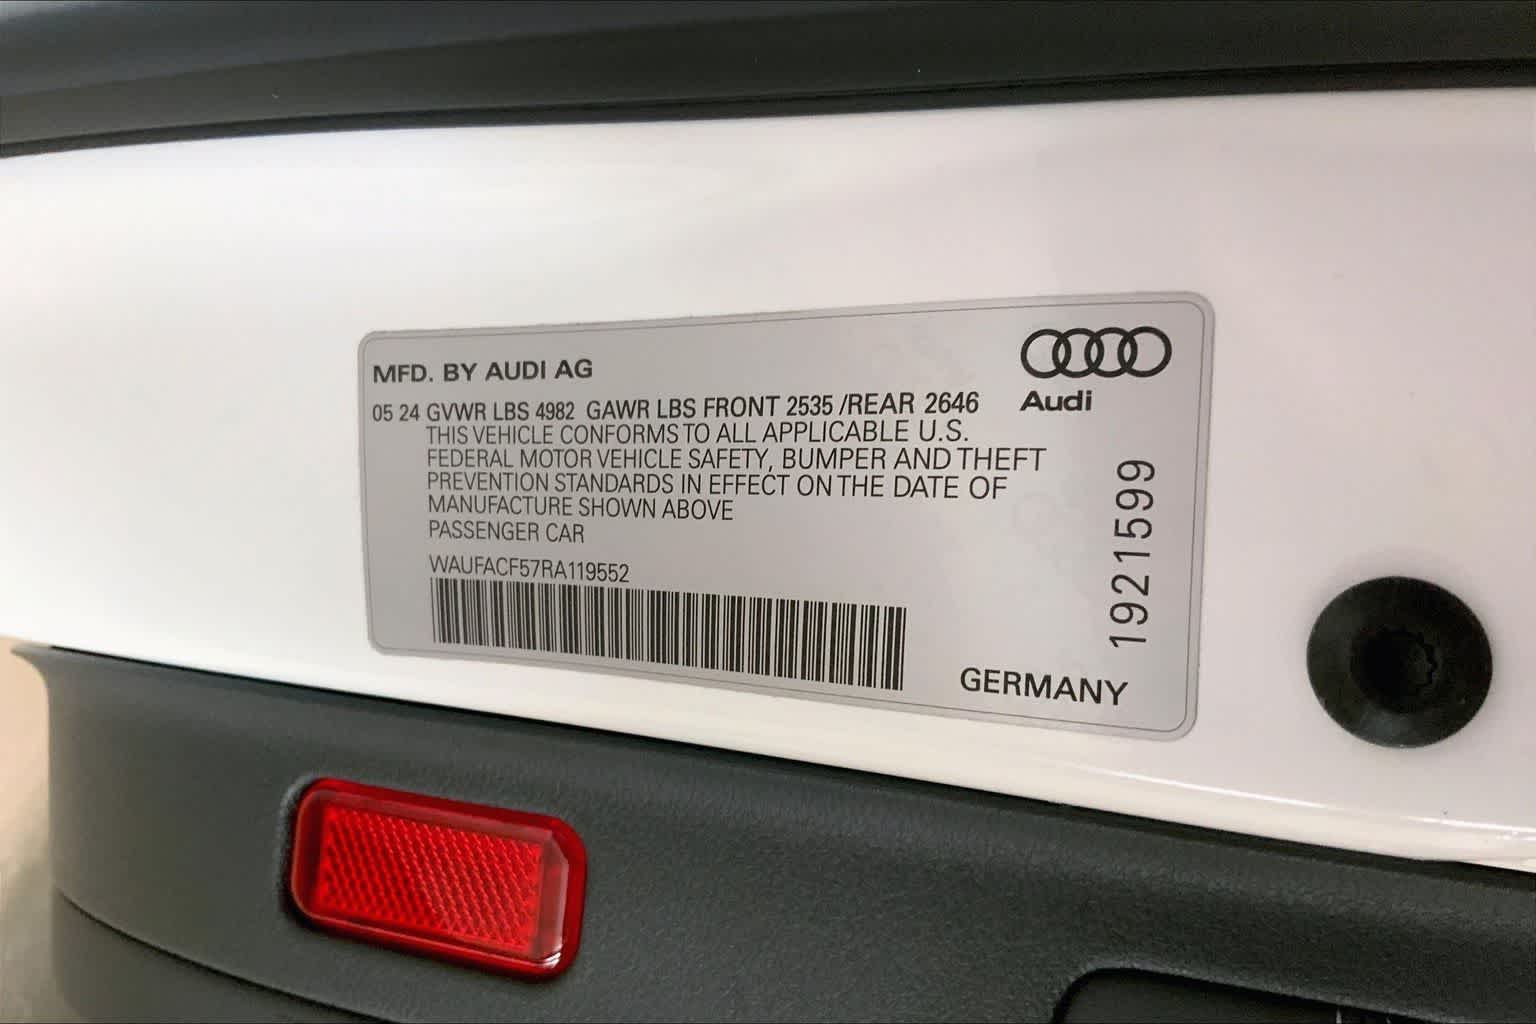 MFD. BY AUDI AG
05 24 GVWR LBS 4982 GAWR LBS FRONT 2535 /REAR 2646
THIS VEHICLE CONFORMS TO ALL APPLICABLE U.S.
FEDERAL MOTOR VEHICLE SAFETY, BUMPER AND THEFT
PREVENTION STANDARDS IN EFFECT ON THE DATE OF
MANUFACTURE SHOWN ABOVE
PASSENGER CAR
WAUFACF57RA119552
Audi
1921599
GERMANY